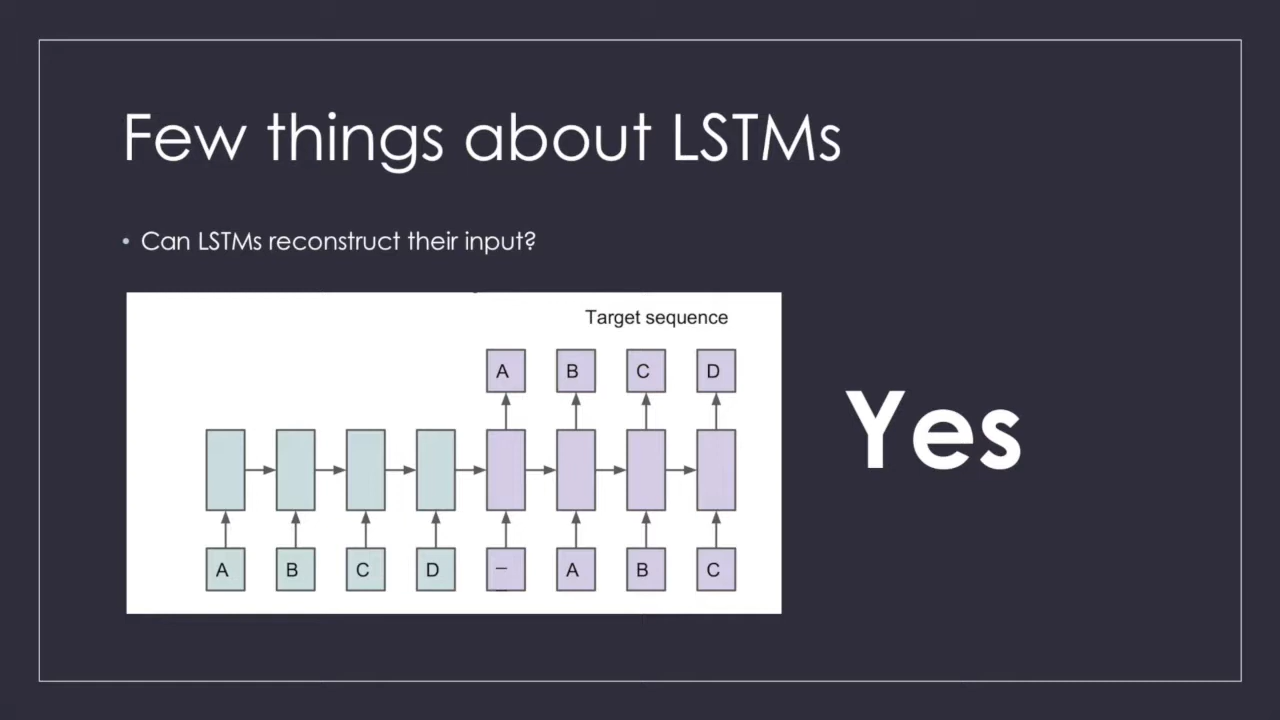 Few things about LSTMs
• Can LSTMs reconstruct their input?
Target sequence
A B C D
Yes
A B C D – A B C